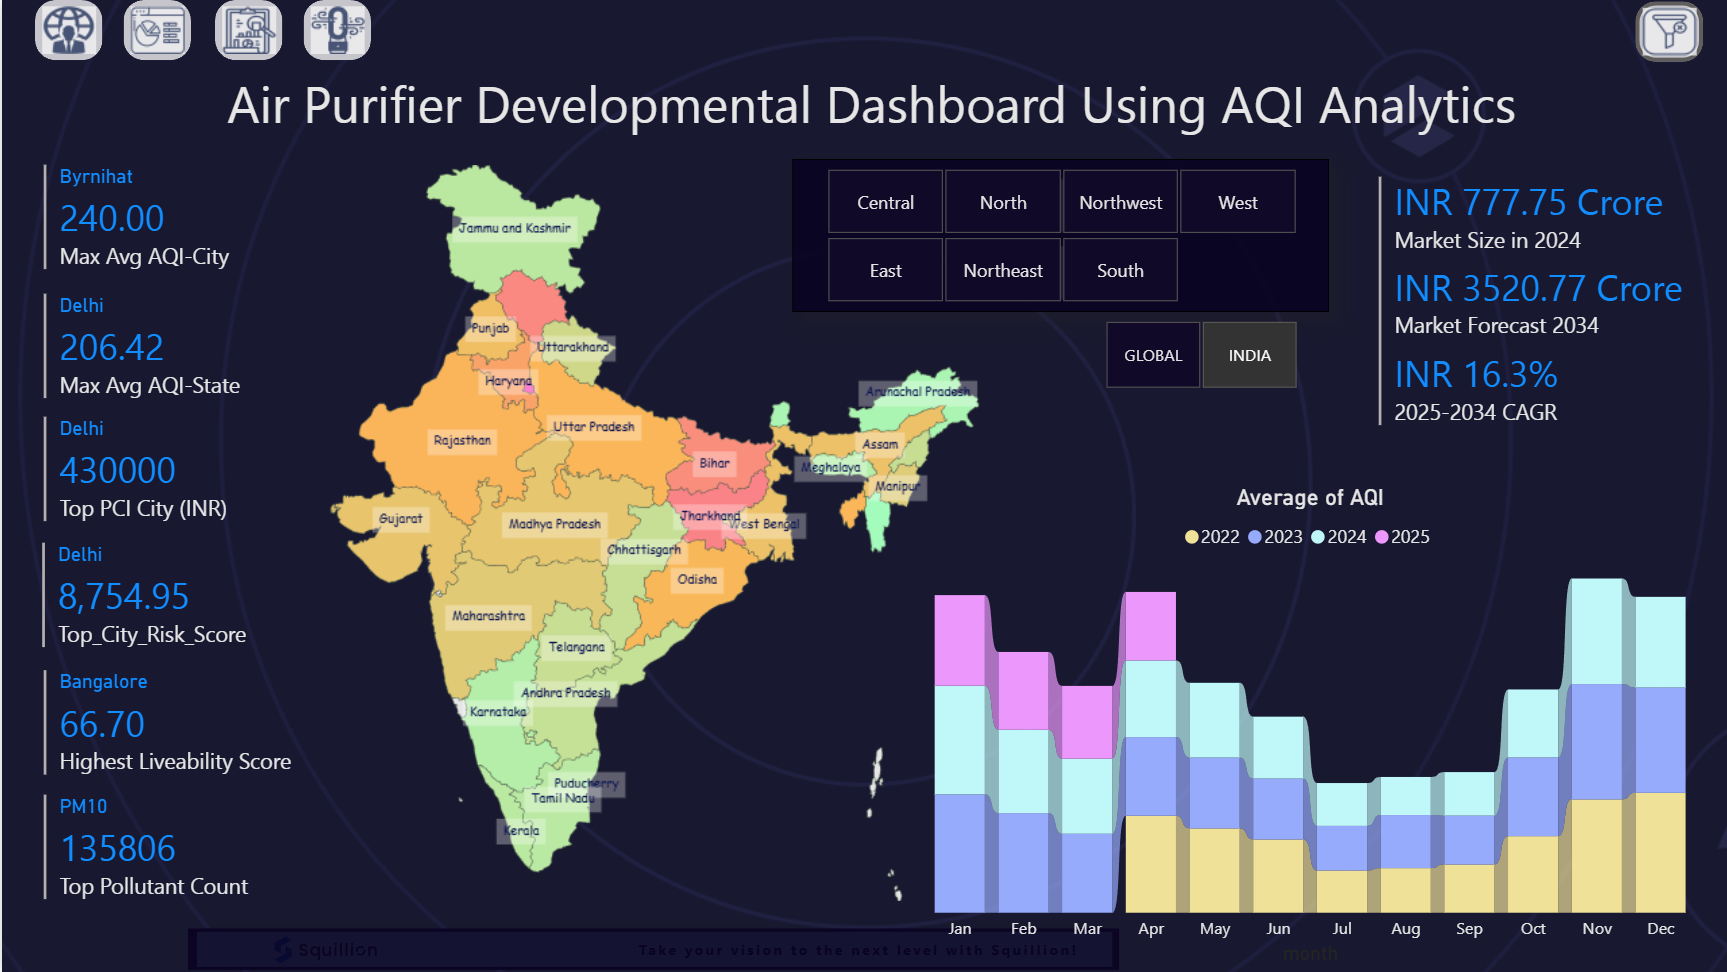 Air Purifier Developmental Dashboard Using AQI Analytics
Byrnihat
240.00
Max Avg AQI-City
Delhi
206.42
Max Avg AQI-State
Delhi
430000
Top PCI City (INR)
Delhi
8,754.95
Top_City_Risk_Score
Bangalore
66.70
Highest Liveability Score
PM10
135806
Top Pollutant Count
Jammu and Kashmir
Punjab
Uttarakhand
Haryana
Arunachal Pradesh
Rajasthan
Uttar Pradesh
Assam
Bihar
Meghalaya
Manipur
Gujarat
Madhya Pradesh
Jharkhand
West Bengal
Chhattisgarh
Odisha
Maharashtra
Telangana
Andhra Pradesh
Karnataka
Puducherry
Tamil Nadu
Kerala
Central North Northwest West
East Northeast South
GLOBAL INDIA
INR 777.75 Crore
Market Size in 2024
INR 3520.77 Crore
Market Forecast 2034
INR 16.3%
2025-2034 CAGR
Average of AQI
2022 2023 2024 2025
Jan Feb Mar Apr May Jun Jul Aug Sep Oct Nov Dec
month
Squillion
Take your vision to the next level with Squillion!